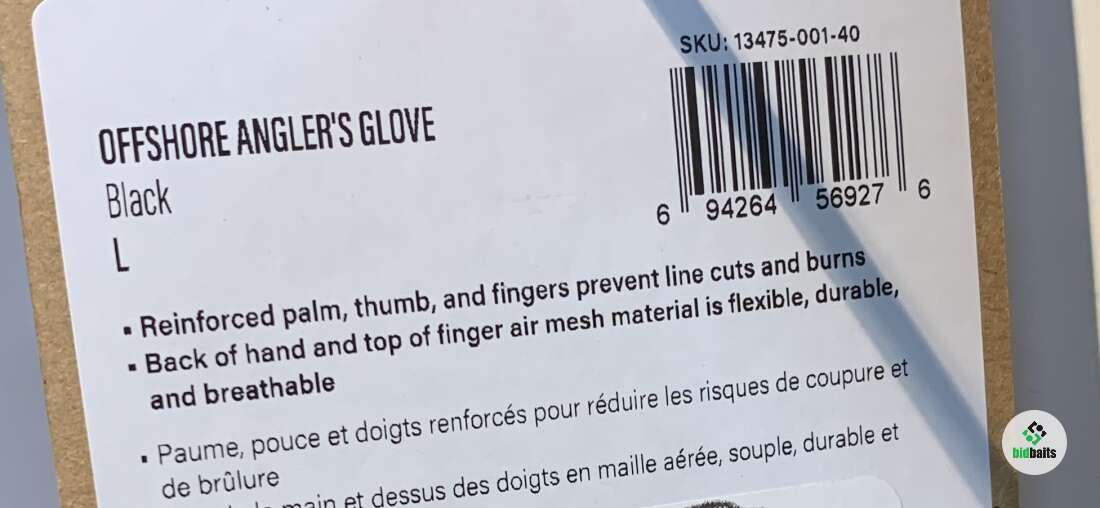 SKU: 13475-001-40
6 94264 56927 6
OFFSHORE ANGLER'S GLOVE
Black
L
▪ Reinforced palm, thumb, and fingers prevent line cuts and burns
▪ Back of hand and top of finger air mesh material is flexible, durable,
and breathable
▪ Paume, pouce et doigts renforcés pour réduire les risques de coupure et
de brûlure
main et dessus des doigts en maille aérée, souple, durable et
bidbaits